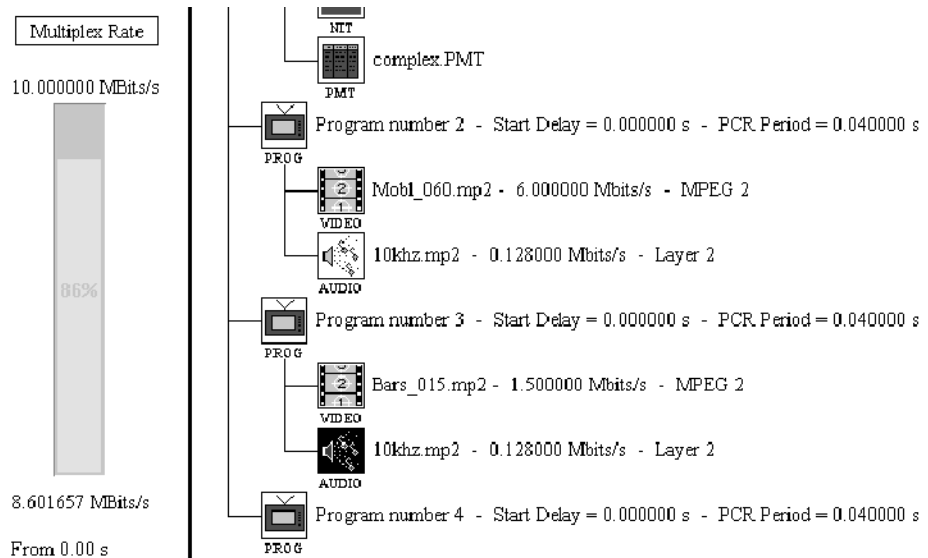 Multiplex Rate
10.000000 MBits/s
86%
8.601657 MBits/s
From 0.00 s
NIT
complex.PMT
PMT
Program number 2 - Start Delay = 0.000000 s - PCR Period = 0.040000 s
PROG
Mobl_060.mp2 - 6.000000 Mbits/s - MPEG 2
2
1
VIDEO
10khz.mp2 - 0.128000 Mbits/s - Layer 2
AUDIO
Program number 3 - Start Delay = 0.000000 s - PCR Period = 0.040000 s
PROG
Bars_015.mp2 - 1.500000 Mbits/s - MPEG 2
2
1
VIDEO
10khz.mp2 - 0.128000 Mbits/s - Layer 2
AUDIO
Program number 4 - Start Delay = 0.000000 s - PCR Period = 0.040000 s
PROG